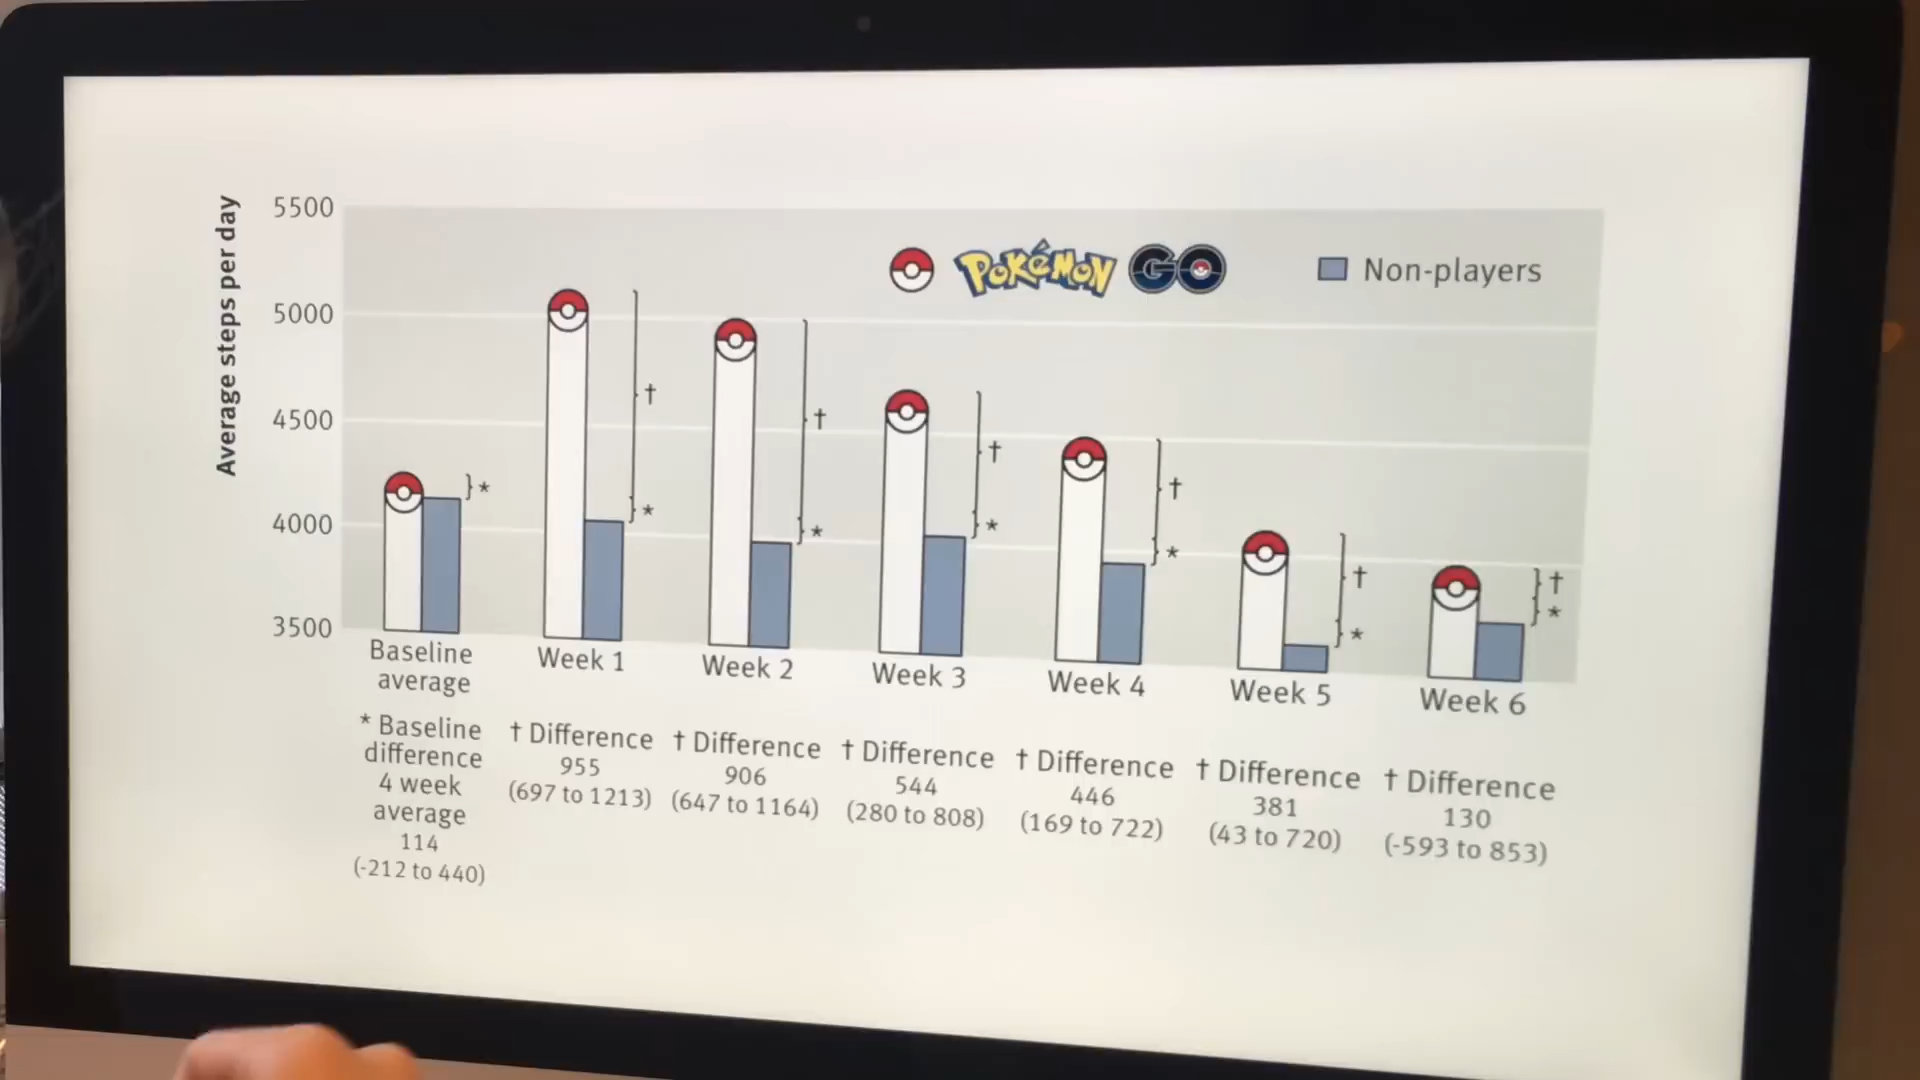 Average steps per day
5500
5000
4500
4000
3500
POKÉMON GO
Non-players
†
†
†
†
†
†
*
*
*
*
*
*
*
Baseline
average
Week 1
Week 2
Week 3
Week 4
Week 5
Week 6
* Baseline
difference
4 week
average
114
(-212 to 440)
† Difference
955
(697 to 1213)
† Difference
906
(647 to 1164)
† Difference
544
(280 to 808)
† Difference
446
(169 to 722)
† Difference
381
(43 to 720)
† Difference
130
(-593 to 853)